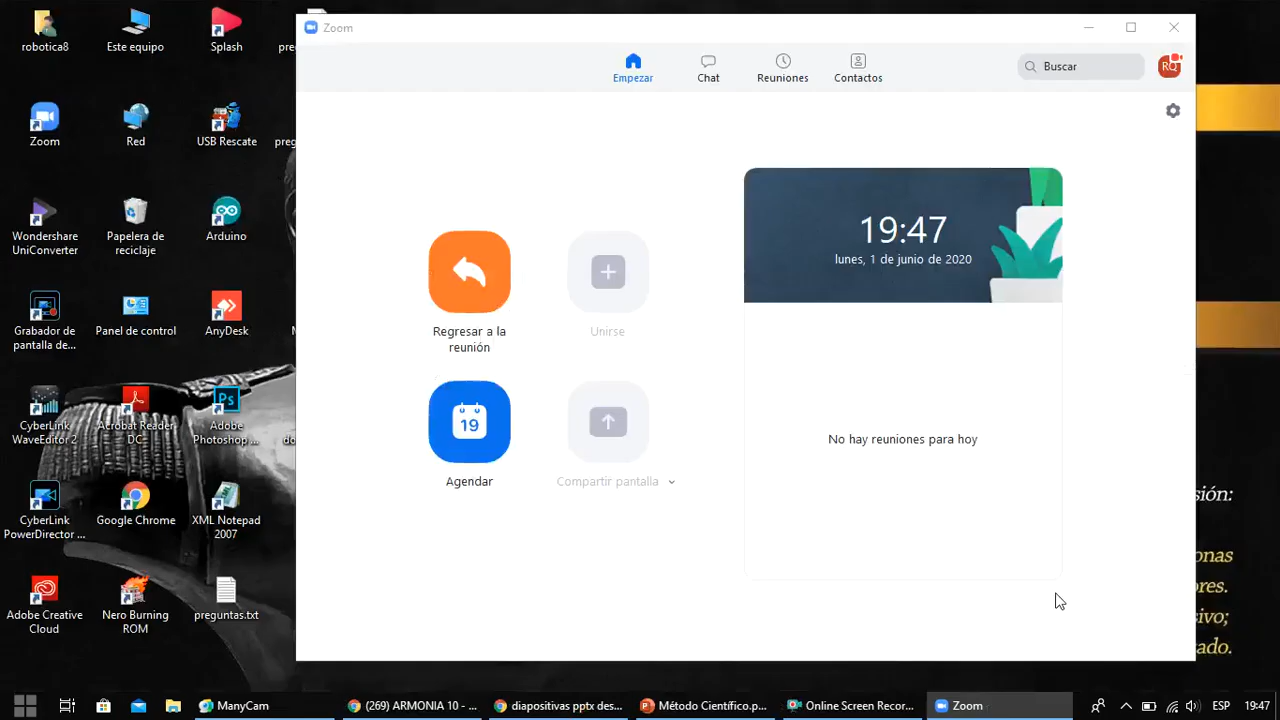 robotica8
Este equipo
Splash
Zoom
Red
USB Rescate
Wondershare
UniConverter
Papelera de
reciclaje
Arduino
Grabador de
pantalla de...
Panel de control
AnyDesk
CyberLink
WaveEditor 2
Acrobat Reader
DC
Adobe
Photoshop ...
CyberLink
PowerDirector ...
Google Chrome
XML Notepad
2007
Adobe Creative
Cloud
Nero Burning
ROM
preguntas.txt
Zoom
Empezar
Chat
Reuniones
Contactos
Buscar
RQ
19:47
lunes, 1 de junio de 2020
Regresar a la
reunión
Unirse
19
Agendar
Compartir pantalla
No hay reuniones para hoy
ManyCam
(269) ARMONIA 10 - ...
diapositivas pptx des...
Método Científico.p...
Online Screen Recor...
Zoom
ESP
19:47